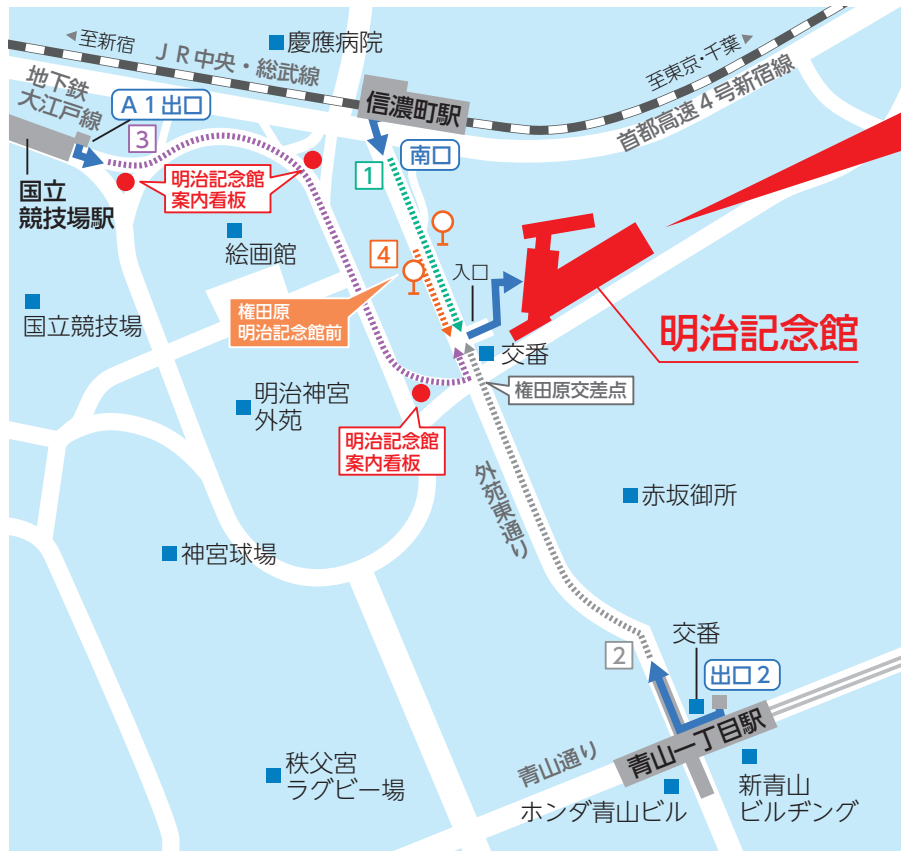 至新宿
JR中央・総武線
慶應病院
至東京・千葉
首都高速4号新宿線
地下鉄
大江戸線
A1出口
信濃町駅
3
南口
1
国立
競技場駅
明治記念館
案内看板
絵画館
4
入口
国立競技場
権田原
明治記念館前
明治記念館
交番
権田原交差点
明治神宮
外苑
明治記念館
案内看板
外苑東通り
赤坂御所
神宮球場
交番
2
出口2
青山一丁目駅
青山通り
秩父宮
ラグビー場
新青山
ビルヂング
ホンダ青山ビル